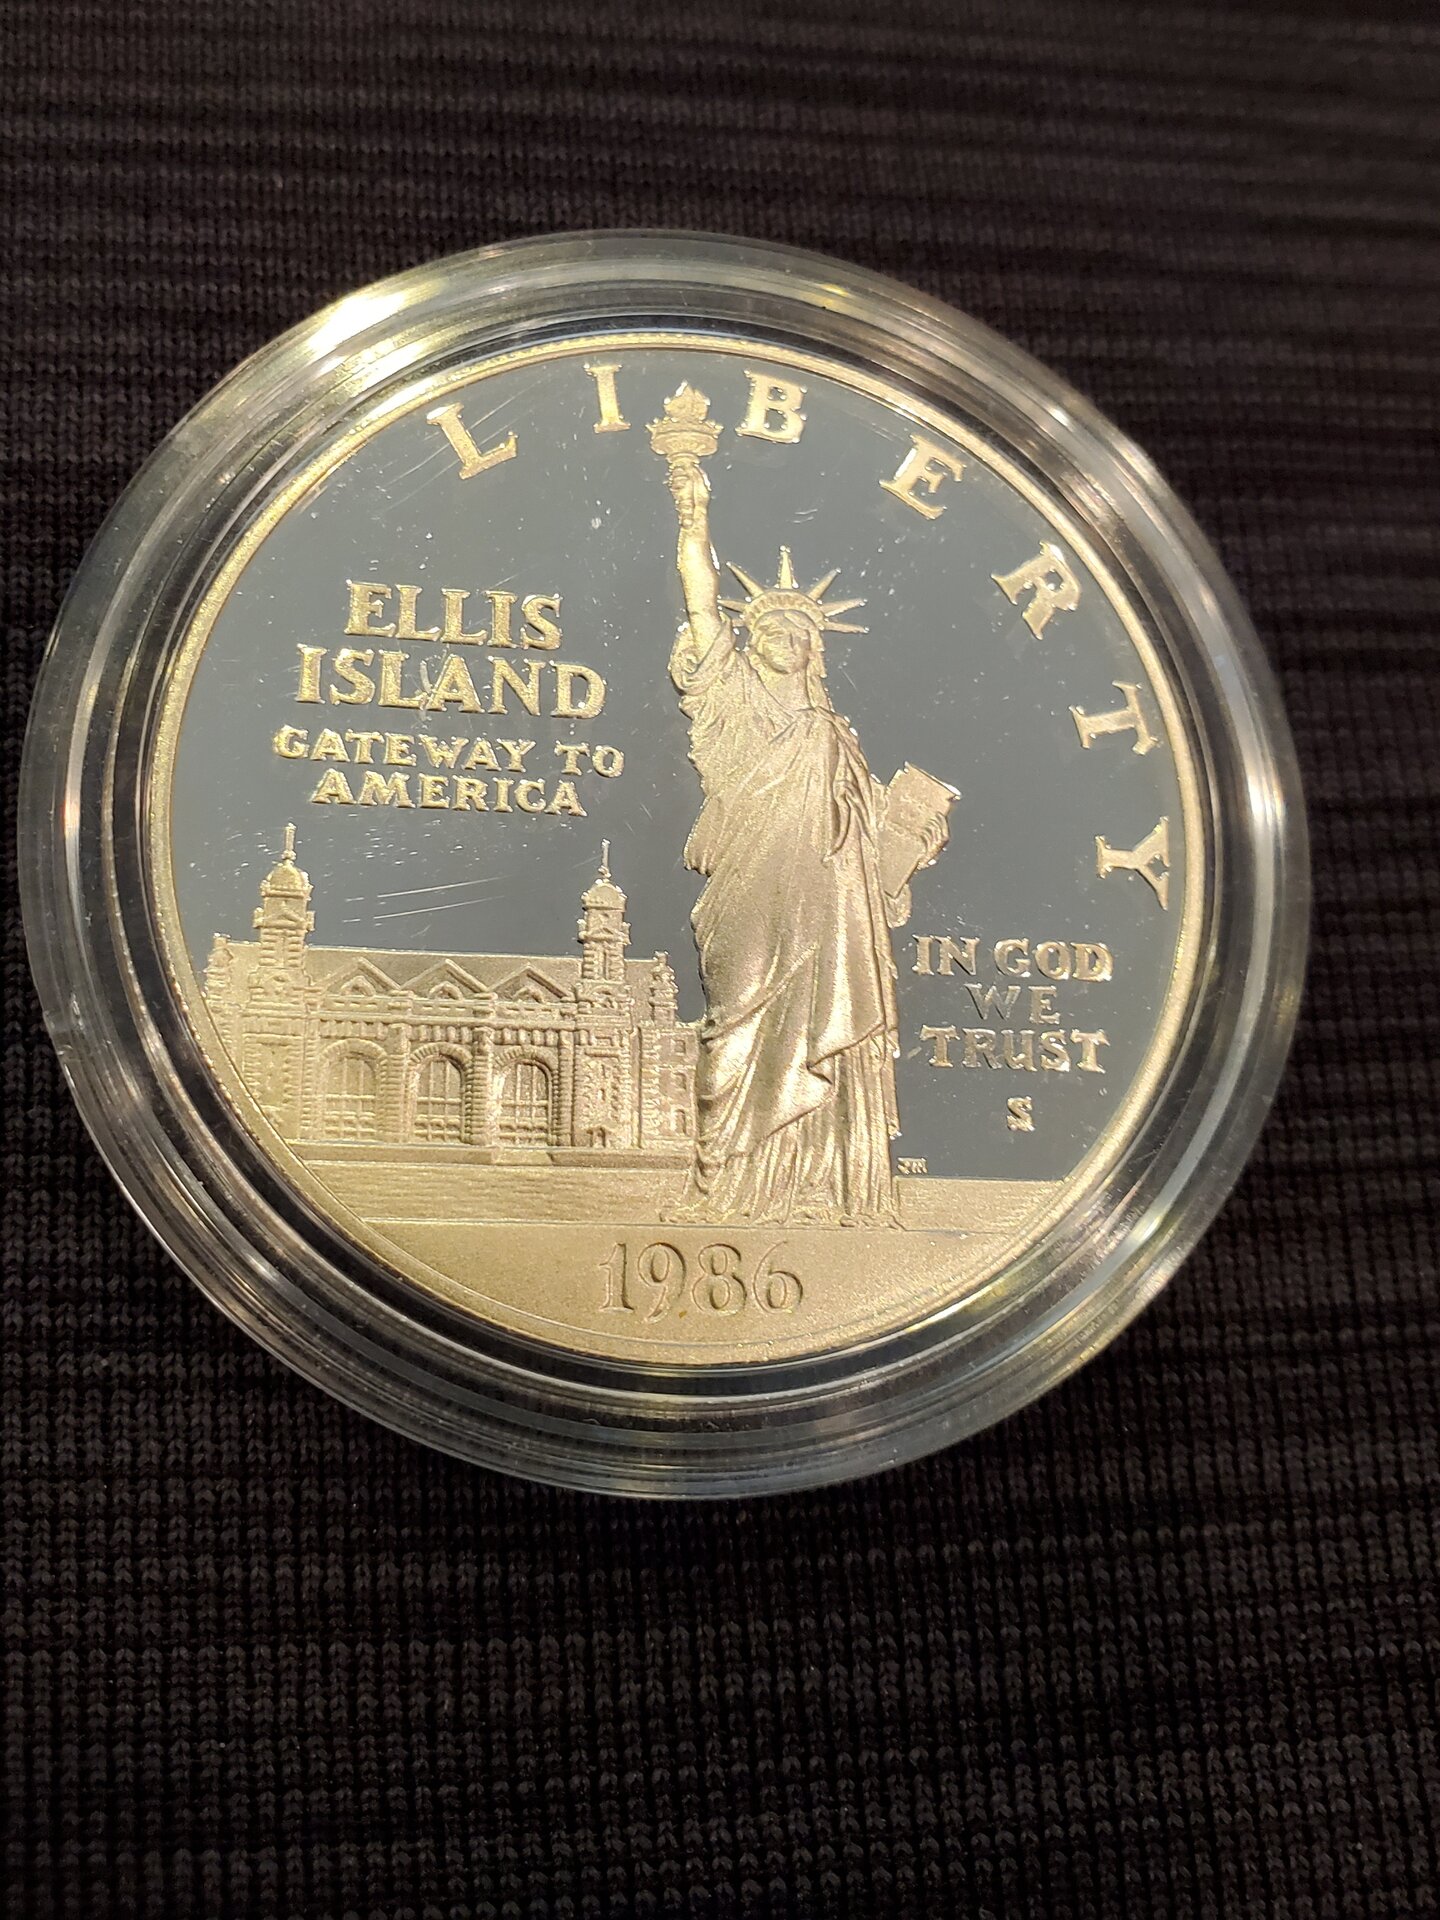 LIBERTY
ELLIS
ISLAND
GATEWAY TO
AMERICA
IN GOD
WE
TRUST
S
1986